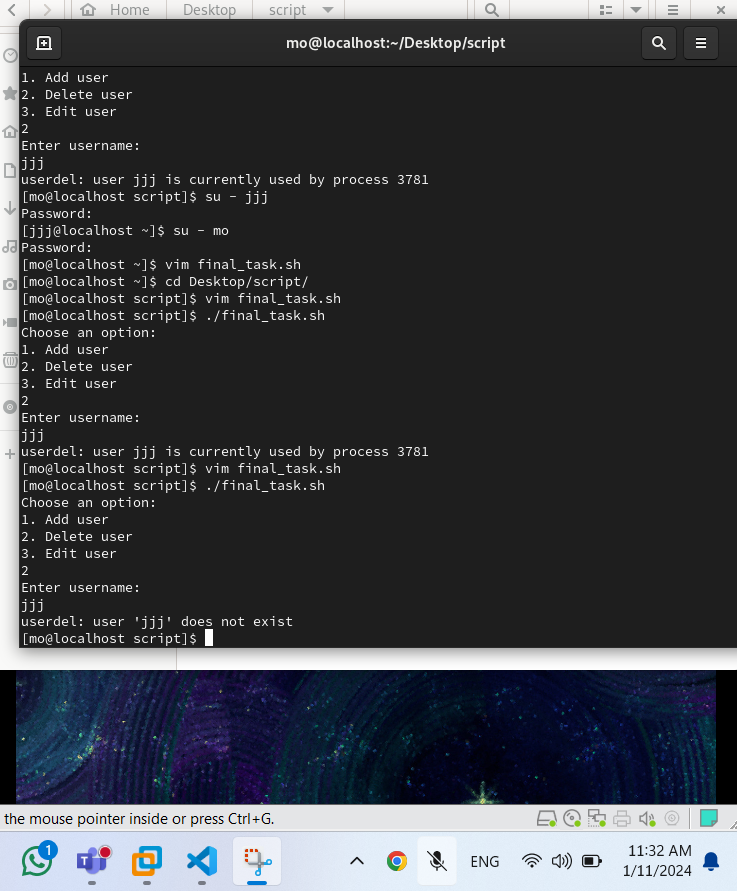 Home Desktop script
mo@localhost:~/Desktop/script
1. Add user
2. Delete user
3. Edit user
2
Enter username:
jjj
userdel: user jjj is currently used by process 3781
[mo@localhost script]$ su - jjj
Password:
[jjj@localhost ~]$ su - mo
Password:
[mo@localhost ~]$ vim final_task.sh
[mo@localhost ~]$ cd Desktop/script/
[mo@localhost script]$ vim final_task.sh
[mo@localhost script]$ ./final_task.sh
Choose an option:
1. Add user
2. Delete user
3. Edit user
2
Enter username:
jjj
userdel: user jjj is currently used by process 3781
[mo@localhost script]$ vim final_task.sh
[mo@localhost script]$ ./final_task.sh
Choose an option:
1. Add user
2. Delete user
3. Edit user
2
Enter username:
jjj
userdel: user 'jjj' does not exist
[mo@localhost script]$
the mouse pointer inside or press Ctrl+G.
1
ENG
11:32 AM
1/11/2024